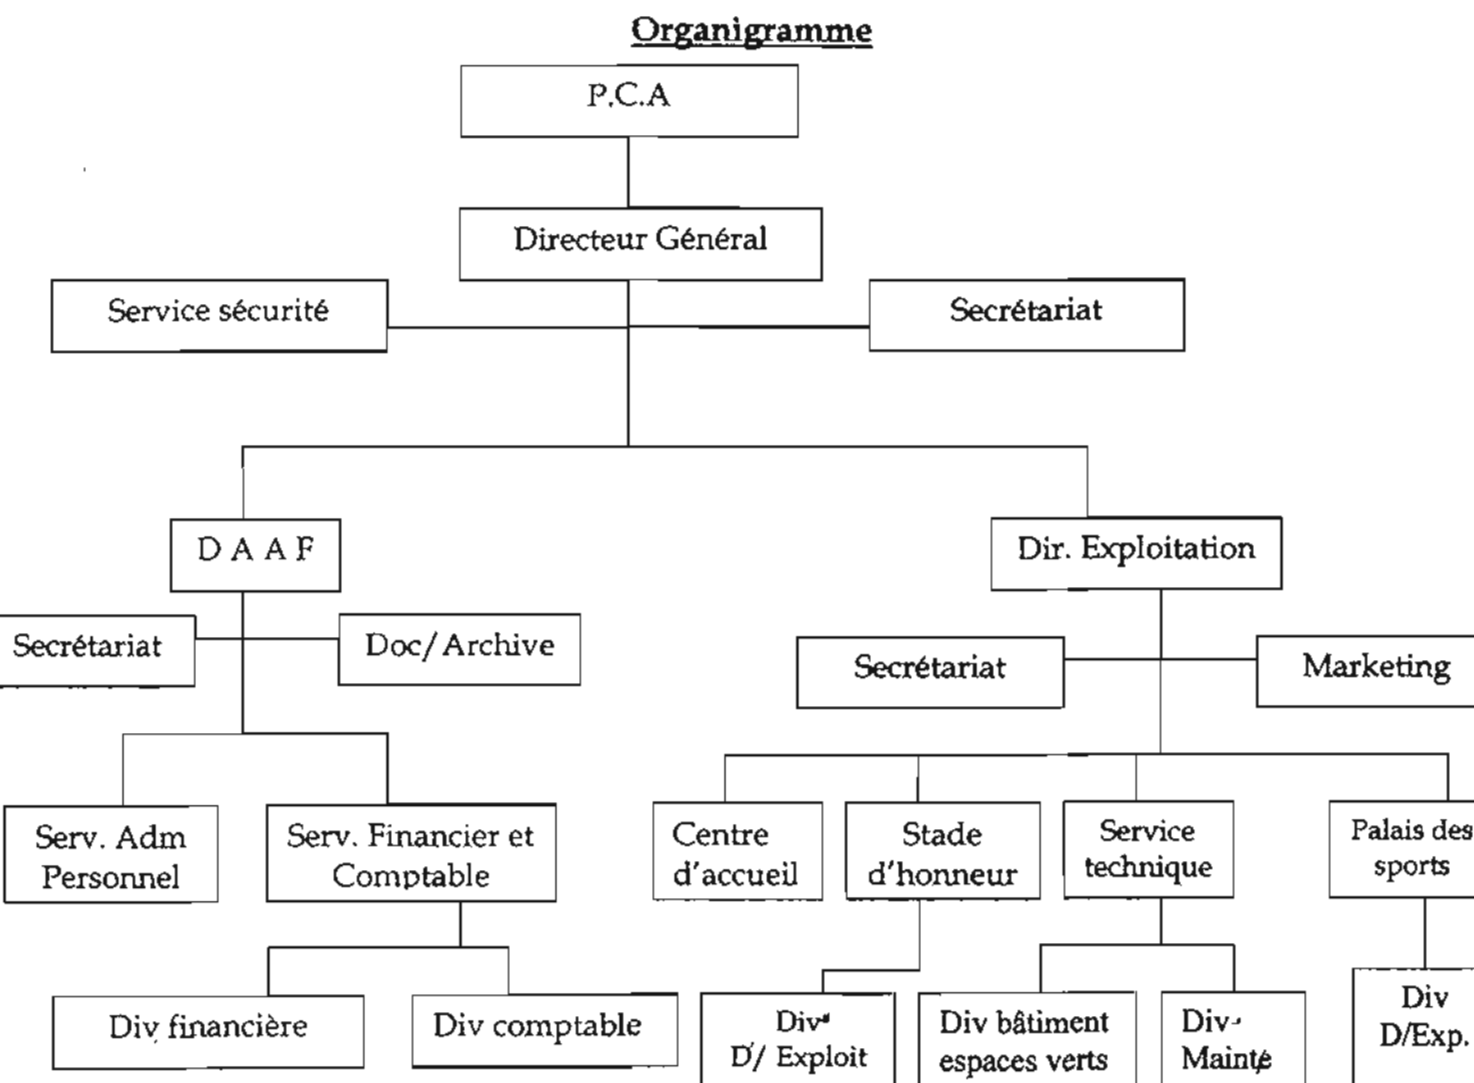 Organigramme
P.C.A
Directeur Général
Service sécurité
Secrétariat
D A A F
Dir. Exploitation
Secrétariat
Doc/Archive
Secrétariat
Marketing
Serv. Adm
Personnel
Serv. Financier et
Comptable
Centre
d'accueil
Stade
d'honneur
Service
technique
Palais des
sports
Div financière
Div comptable
Div
D/ Exploit
Div bâtiment
espaces verts
Div
Mainte
Div
D/Exp.